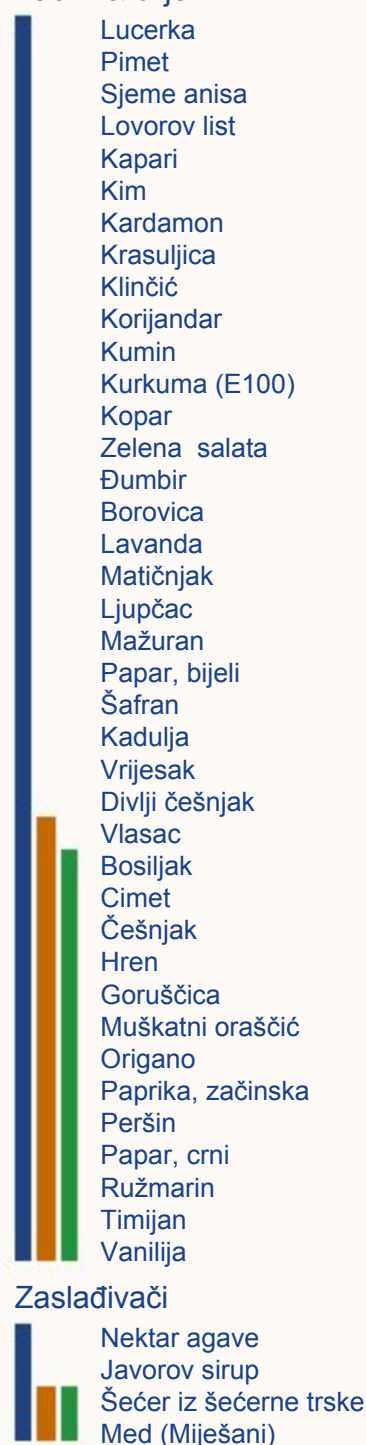 Lucerka
Pimet
Sjeme anisa
Lovorov list
Kapari
Kim
Kardamon
Krasuljica
Klinčić
Korijandar
Kumin
Kurkuma (E100)
Kopar
Zelena salata
Đumbir
Borovica
Lavanda
Matičnjak
Ljupčac
Mažuran
Papar, bijeli
Šafran
Kadulja
Vrijesak
Divlji češnjak
Vlasac
Bosiljak
Cimet
Češnjak
Hren
Goruščica
Muškatni oraščić
Origano
Paprika, začinska
Peršin
Papar, crni
Ružmarin
Timijan
Vanilija
Zaslađivači
Nektar agave
Javorov sirup
Šećer iz šećerne trske
Med (Miješani)